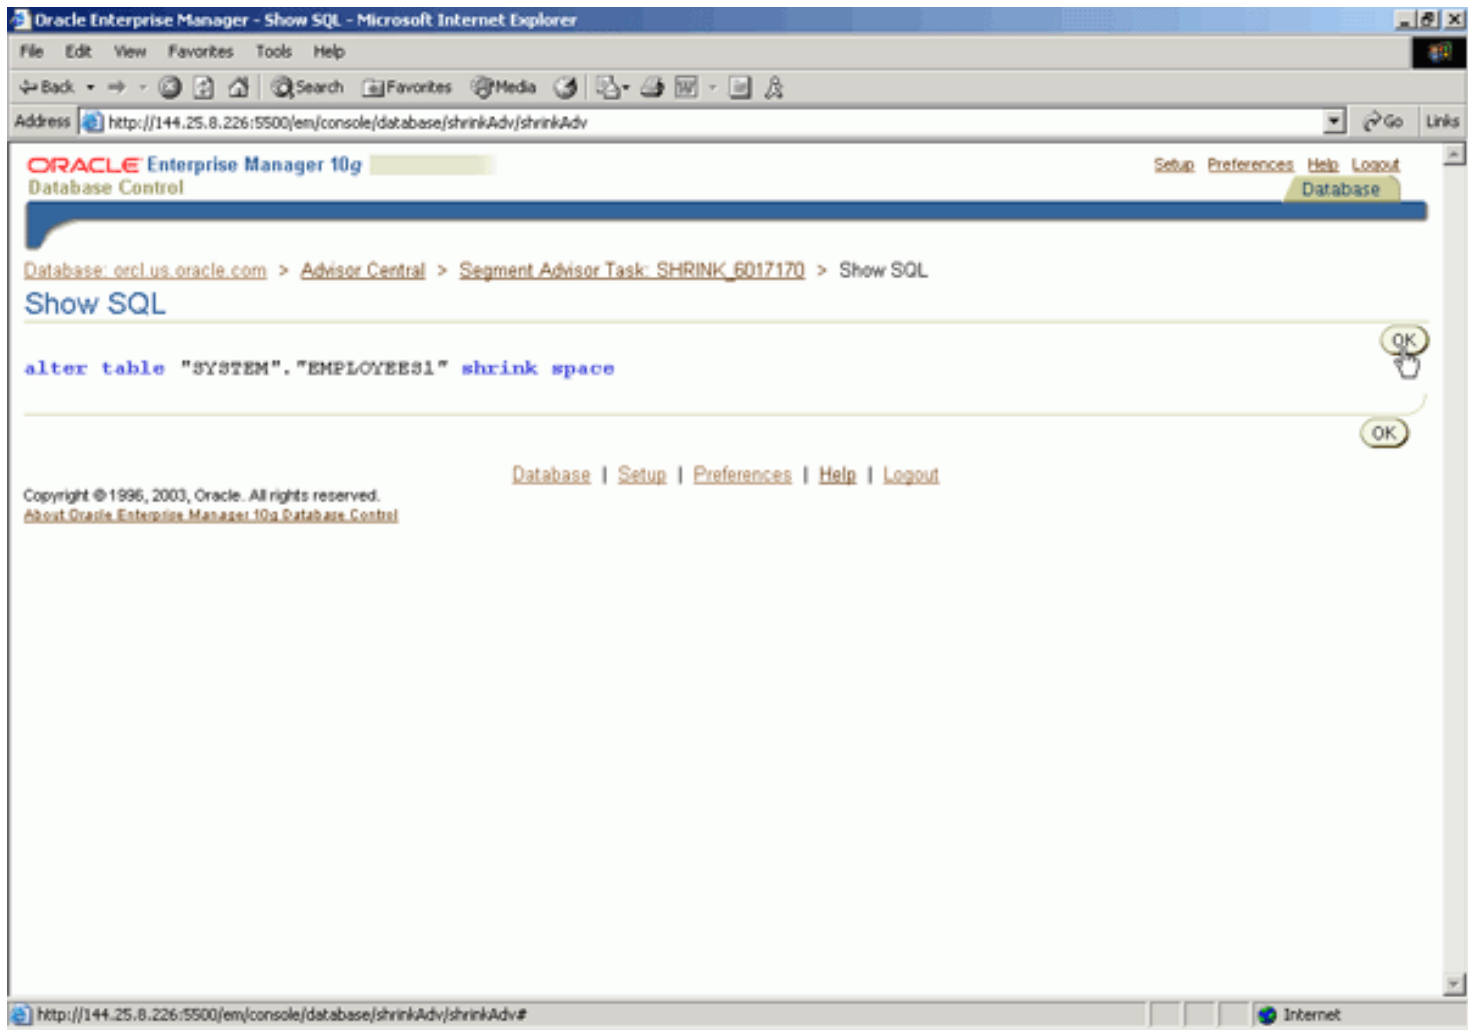 Oracle Enterprise Manager - Show SQL - Microsoft Internet Explorer
File Edit View Favorites Tools Help
Back Search Favorites Media
Address http://144.25.8.226:5500/em/console/database/shrinkAdv/shrinkAdv Go Links
ORACLE Enterprise Manager 10g
Database Control
Setup Preferences Help Logout
Database
Database: orcl.us.oracle.com > Advisor Central > Segment Advisor Task: SHRINK_6017170 > Show SQL
Show SQL
OK
alter table "SYSTEM"."EMPLOYEES1" shrink space
OK
Database | Setup | Preferences | Help | Logout
Copyright © 1996, 2003, Oracle. All rights reserved.
About Oracle Enterprise Manager 10g Database Control
http://144.25.8.226:5500/em/console/database/shrinkAdv/shrinkAdv# Internet